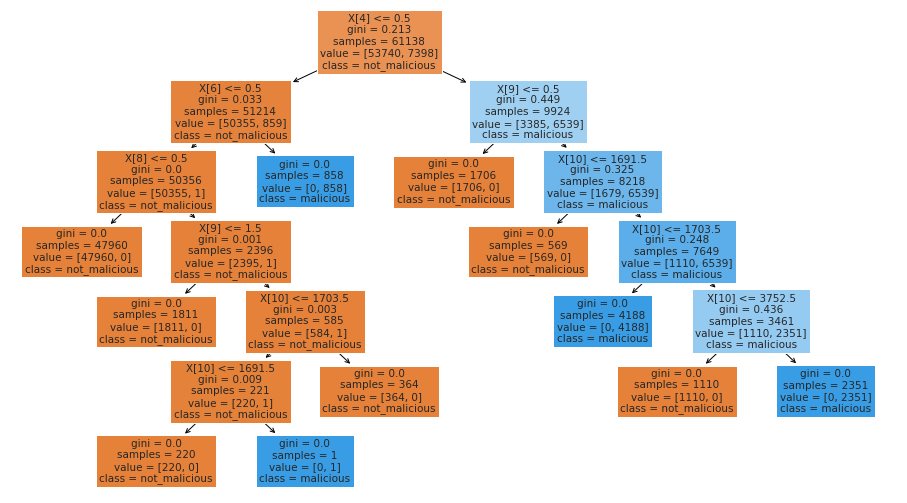 X[4] <= 0.5
gini = 0.213
samples = 61138
value = [53740, 7398]
class = not_malicious
X[6] <= 0.5
gini = 0.033
samples = 51214
value = [50355, 859]
class = not_malicious
X[9] <= 0.5
gini = 0.449
samples = 9924
value = [3385, 6539]
class = malicious
X[8] <= 0.5
gini = 0.0
samples = 50356
value = [50355, 1]
class = not_malicious
gini = 0.0
samples = 858
value = [0, 858]
class = malicious
gini = 0.0
samples = 1706
value = [1706, 0]
class = not_malicious
X[10] <= 1691.5
gini = 0.325
samples = 8218
value = [1679, 6539]
class = malicious
gini = 0.0
samples = 47960
value = [47960, 0]
class = not_malicious
X[9] <= 1.5
gini = 0.001
samples = 2396
value = [2395, 1]
class = not_malicious
gini = 0.0
samples = 569
value = [569, 0]
class = not_malicious
X[10] <= 1703.5
gini = 0.248
samples = 7649
value = [1110, 6539]
class = malicious
gini = 0.0
samples = 1811
value = [1811, 0]
class = not_malicious
X[10] <= 1703.5
gini = 0.003
samples = 585
value = [584, 1]
class = not_malicious
gini = 0.0
samples = 4188
value = [0, 4188]
class = malicious
X[10] <= 3752.5
gini = 0.436
samples = 3461
value = [1110, 2351]
class = malicious
X[10] <= 1691.5
gini = 0.009
samples = 221
value = [220, 1]
class = not_malicious
gini = 0.0
samples = 364
value = [364, 0]
class = not_malicious
gini = 0.0
samples = 1110
value = [1110, 0]
class = not_malicious
gini = 0.0
samples = 2351
value = [0, 2351]
class = malicious
gini = 0.0
samples = 220
value = [220, 0]
class = not_malicious
gini = 0.0
samples = 1
value = [0, 1]
class = malicious